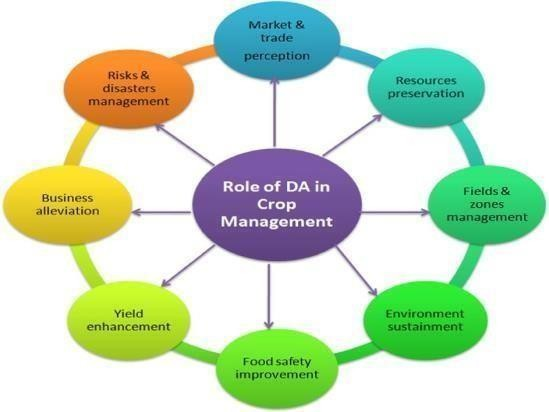 Market &
trade
perception
Resources
preservation
Fields &
zones
management
Environment
sustainment
Food safety
improvement
Yield
enhancement
Business
alleviation
Risks &
disasters
management
Role of DA in
Crop
Management